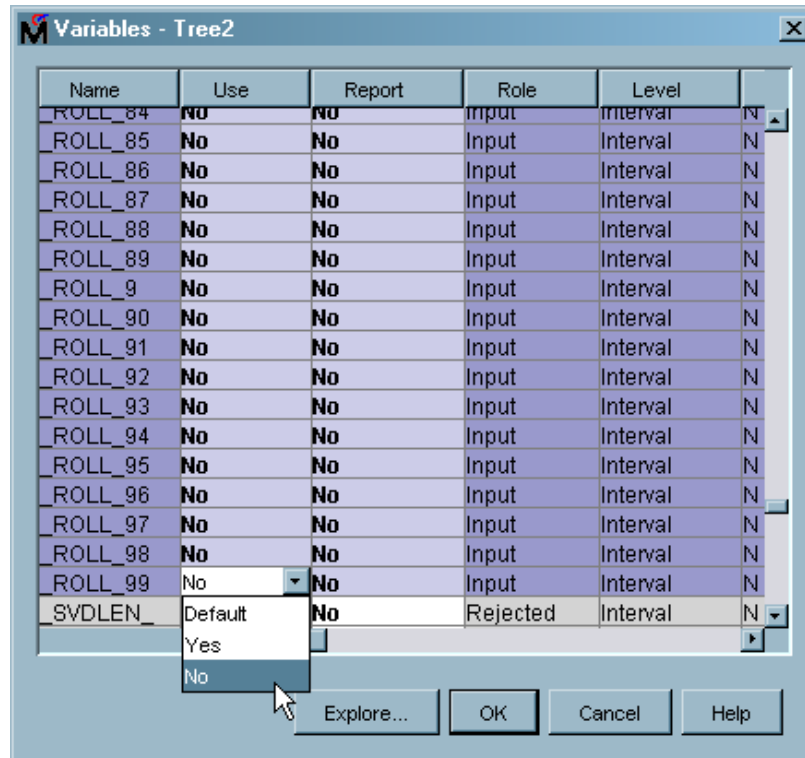 Variables - Tree2
Name Use Report Role Level
_ROLL_84 No No Input Interval N
_ROLL_85 No No Input Interval N
_ROLL_86 No No Input Interval N
_ROLL_87 No No Input Interval N
_ROLL_88 No No Input Interval N
_ROLL_89 No No Input Interval N
_ROLL_9 No No Input Interval N
_ROLL_90 No No Input Interval N
_ROLL_91 No No Input Interval N
_ROLL_92 No No Input Interval N
_ROLL_93 No No Input Interval N
_ROLL_94 No No Input Interval N
_ROLL_95 No No Input Interval N
_ROLL_96 No No Input Interval N
_ROLL_97 No No Input Interval N
_ROLL_98 No No Input Interval N
_ROLL_99 No No Input Interval N
_SVDLEN_ Default No Rejected Interval N
Yes
No
Explore... OK Cancel Help